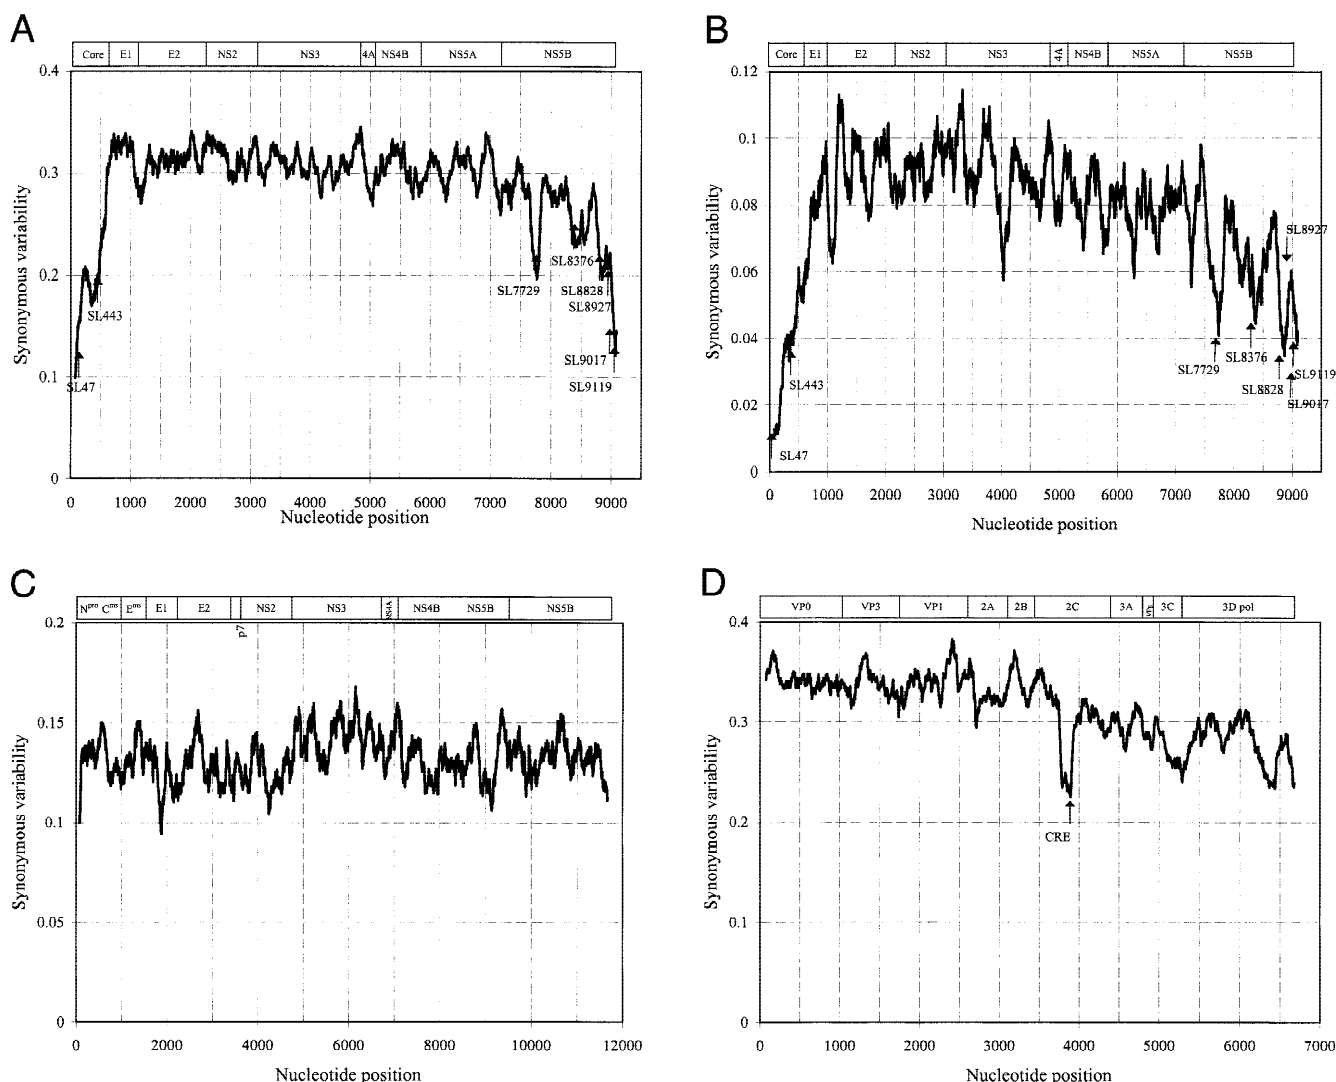 A
Core E1 E2 NS2 NS3 4A NS4B NS5A NS5B
0.4
0.3
0.2
0.1
0
Synonymous variability
SL47
SL443
SL7729
SL8376
SL8828
SL8927
SL9017
SL9119
0 1000 2000 3000 4000 5000 6000 7000 8000 9000
Nucleotide position
B
Core E1 E2 NS2 NS3 4A NS4B NS5A NS5B
0.12
0.1
0.08
0.06
0.04
0.02
0
Synonymous variability
SL47
SL443
SL7729
SL8376
SL8828
SL8927
SL9119
SL9017
0 1000 2000 3000 4000 5000 6000 7000 8000 9000
Nucleotide position
C
Npro Cms Ems E1 E2 p7 NS2 NS3 NS4A NS4B NS5B NS5B
0.2
0.15
0.1
0.05
0
Synonymous variability
0 2000 4000 6000 8000 10000 12000
Nucleotide position
D
VP0 VP3 VP1 2A 2B 2C 3A 3C 3D pol
0.4
0.3
0.2
0.1
0
Synonymous variability
CRE
0 1000 2000 3000 4000 5000 6000 7000
Nucleotide position